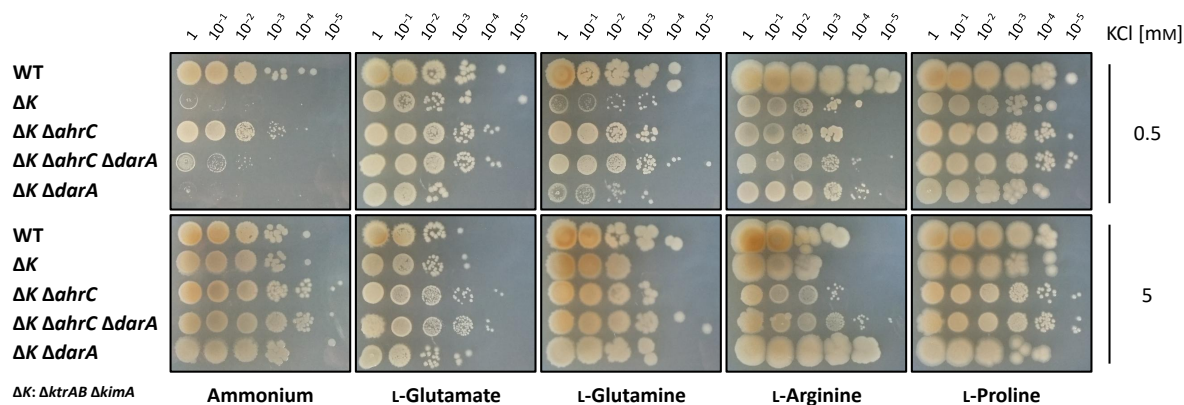 1 10⁻¹ 10⁻² 10⁻³ 10⁻⁴ 10⁻⁵ 1 10⁻¹ 10⁻² 10⁻³ 10⁻⁴ 10⁻⁵ 1 10⁻¹ 10⁻² 10⁻³ 10⁻⁴ 10⁻⁵ 1 10⁻¹ 10⁻² 10⁻³ 10⁻⁴ 10⁻⁵ 1 10⁻¹ 10⁻² 10⁻³ 10⁻⁴ 10⁻⁵ KCl [mM]
WT
ΔK
ΔK ΔahrC
0.5
ΔK ΔahrC ΔdarA
ΔK ΔdarA
WT
ΔK
ΔK ΔahrC
5
ΔK ΔahrC ΔdarA
ΔK ΔdarA
ΔK: ΔktrAB ΔkimA Ammonium L-Glutamate L-Glutamine L-Arginine L-Proline